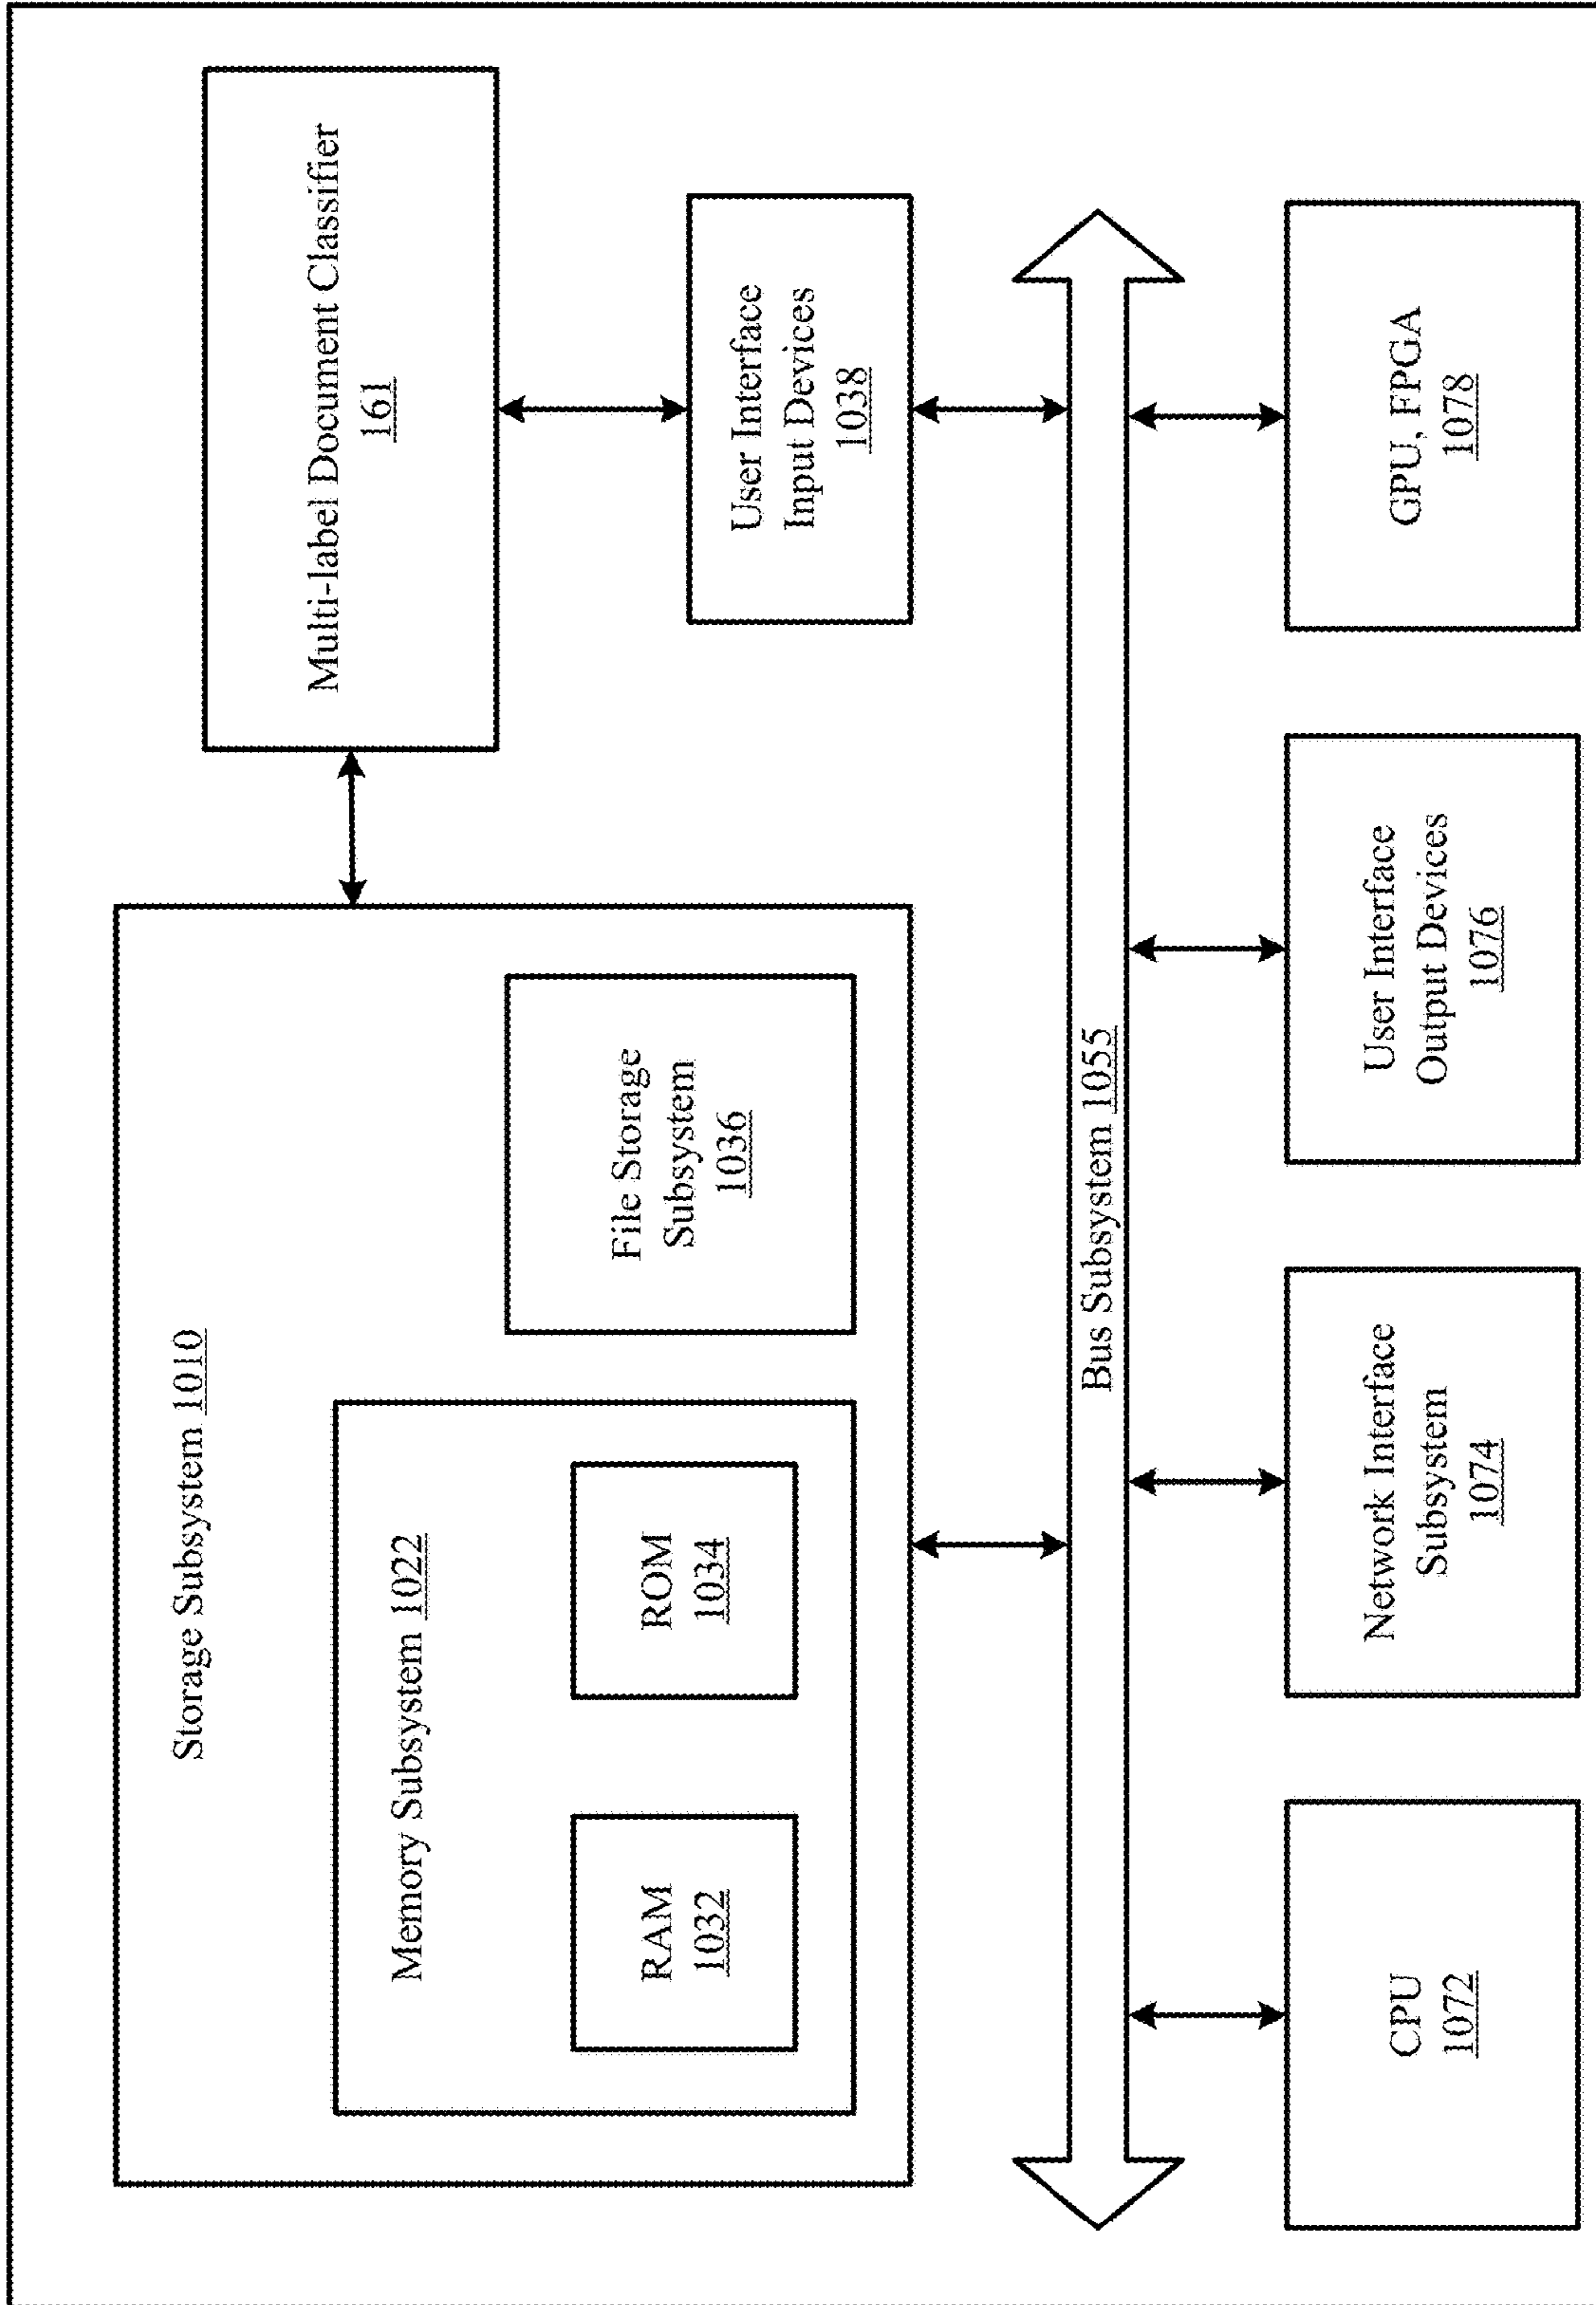 Storage Subsystem 1010
Memory Subsystem 1022
RAM
1032
ROM
1034
File Storage
Subsystem
1036
Multi-label Document Classifier
161
User Interface
Input Devices
1038
Bus Subsystem 1055
CPU
1072
Network Interface
Subsystem
1074
User Interface
Output Devices
1076
GPU, FPGA
1078